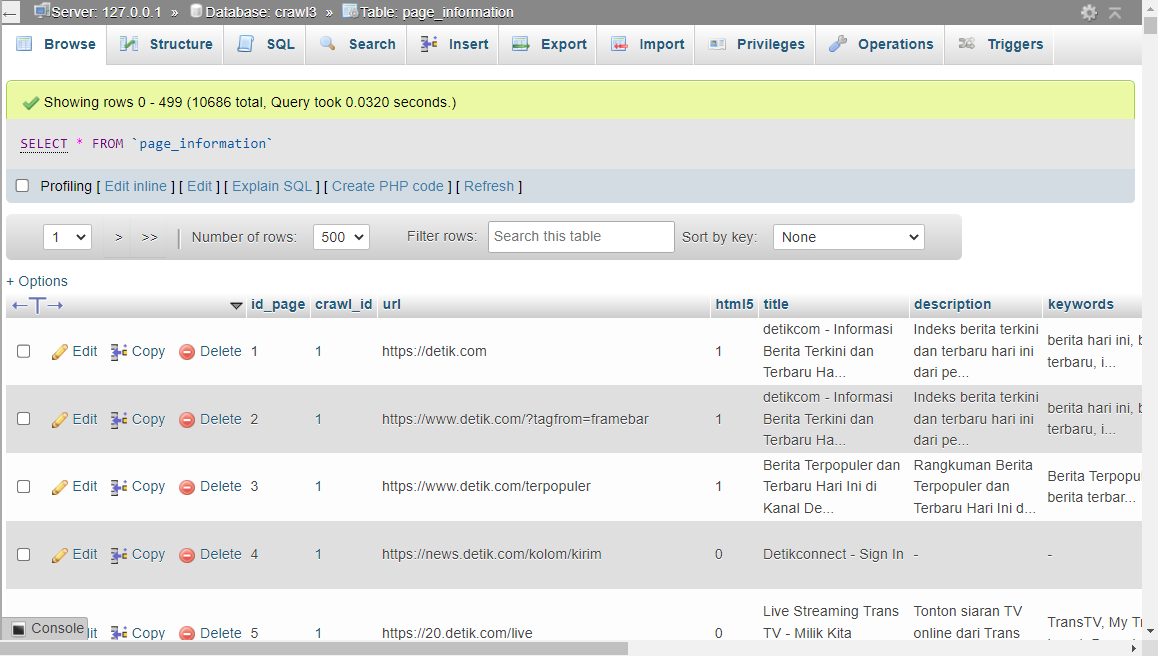 ← Server: 127.0.0.1 » Database: crawl3 » Table: page_information
Browse Structure SQL Search Insert Export Import Privileges Operations Triggers
Showing rows 0 - 499 (10686 total, Query took 0.0320 seconds.)
SELECT * FROM `page_information`
Profiling [ Edit inline ] [ Edit ] [ Explain SQL ] [ Create PHP code ] [ Refresh ]
1 > >> | Number of rows: 500 Filter rows: Search this table Sort by key: None
+ Options
←T→ id_page crawl_id url html5 title description keywords
Edit Copy Delete 1 1 https://detik.com 1
detikcom - Informasi
Berita Terkini dan
Terbaru Ha...
Indeks berita terkini
dan terbaru hari ini
dari pe...
berita hari ini,
terbaru, i...
Edit Copy Delete 2 1 https://www.detik.com/?tagfrom=framebar 1
detikcom - Informasi
Berita Terkini dan
Terbaru Ha...
Indeks berita terkini
dan terbaru hari ini
dari pe...
berita hari ini,
terbaru, i...
Edit Copy Delete 3 1 https://www.detik.com/terpopuler 1
Berita Terpopuler dan
Terbaru Hari Ini di
Kanal De...
Rangkuman Berita
Terpopuler dan
Terbaru Hari Ini d...
Berita Terpopu
berita terbar...
Edit Copy Delete 4 1 https://news.detik.com/kolom/kirim 0 Detikconnect - Sign In - -
Copy Delete 5 1 https://20.detik.com/live 0
Live Streaming Trans
TV - Milik Kita
Tonton siaran TV
online dari Trans
TransTV, My
Console